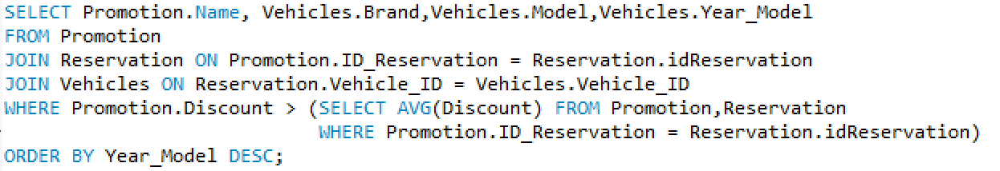 SELECT Promotion.Name, Vehicles.Brand,Vehicles.Model,Vehicles.Year_Model
FROM Promotion
JOIN Reservation ON Promotion.ID_Reservation = Reservation.idReservation
JOIN Vehicles ON Reservation.Vehicle_ID = Vehicles.Vehicle_ID
WHERE Promotion.Discount > (SELECT AVG(Discount) FROM Promotion,Reservation
WHERE Promotion.ID_Reservation = Reservation.idReservation)
ORDER BY Year_Model DESC;